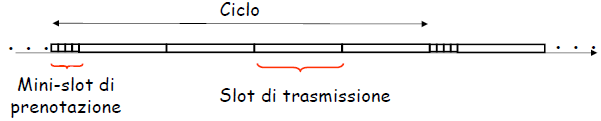 Ciclo
Mini-slot di
prenotazione
Slot di trasmissione